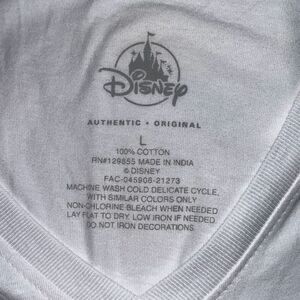 Disney
AUTHENTIC • ORIGINAL
L
100% COTTON
RN#129855 MADE IN INDIA
© DISNEY
FAC-045908-21273
MACHINE WASH COLD DELICATE CYCLE,
WITH SIMILAR COLORS ONLY
NON-CHLORINE BLEACH WHEN NEEDED
LAY FLAT TO DRY. LOW IRON IF NEEDED
DO NOT IRON DECORATIONS.